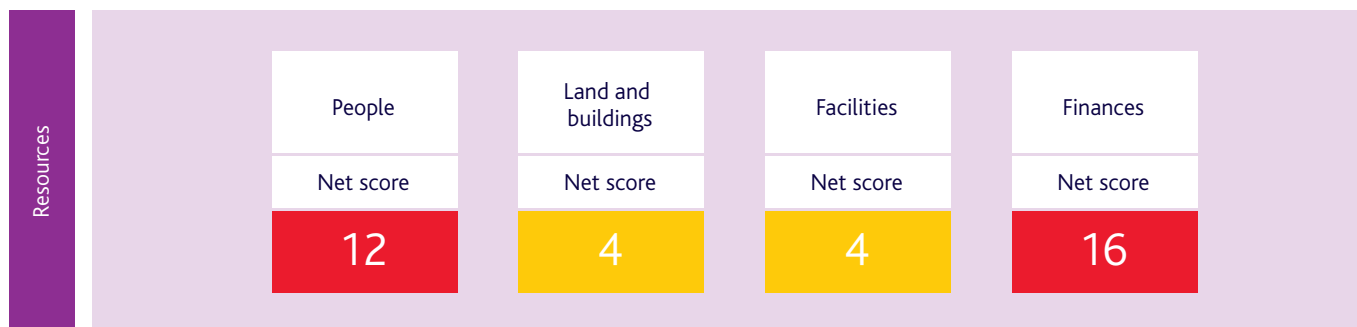 Resources
People
Land and
buildings
Facilities
Finances
Net score
Net score
Net score
Net score
12
4
4
16